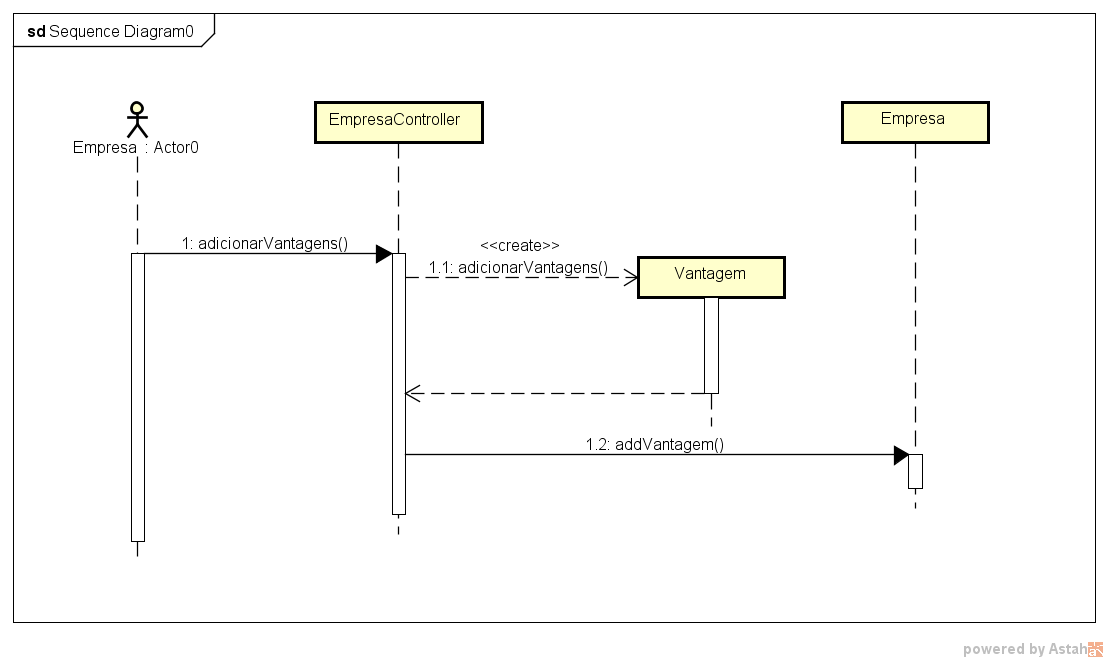 sd Sequence Diagram0
Empresa : Actor0
EmpresaController
Empresa
1: adicionarVantagens()
<<create>>
1.1: adicionarVantagens()
Vantagem
1.2: addVantagem()
powered by Astah